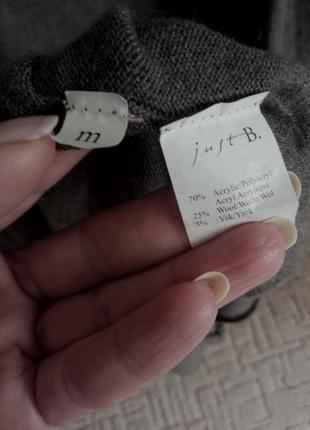 m
just B.
70% Acrylic/Polyacryl
Acryl Acrylique
25% Wool/Wolle/Wol
5% Yak/Yack